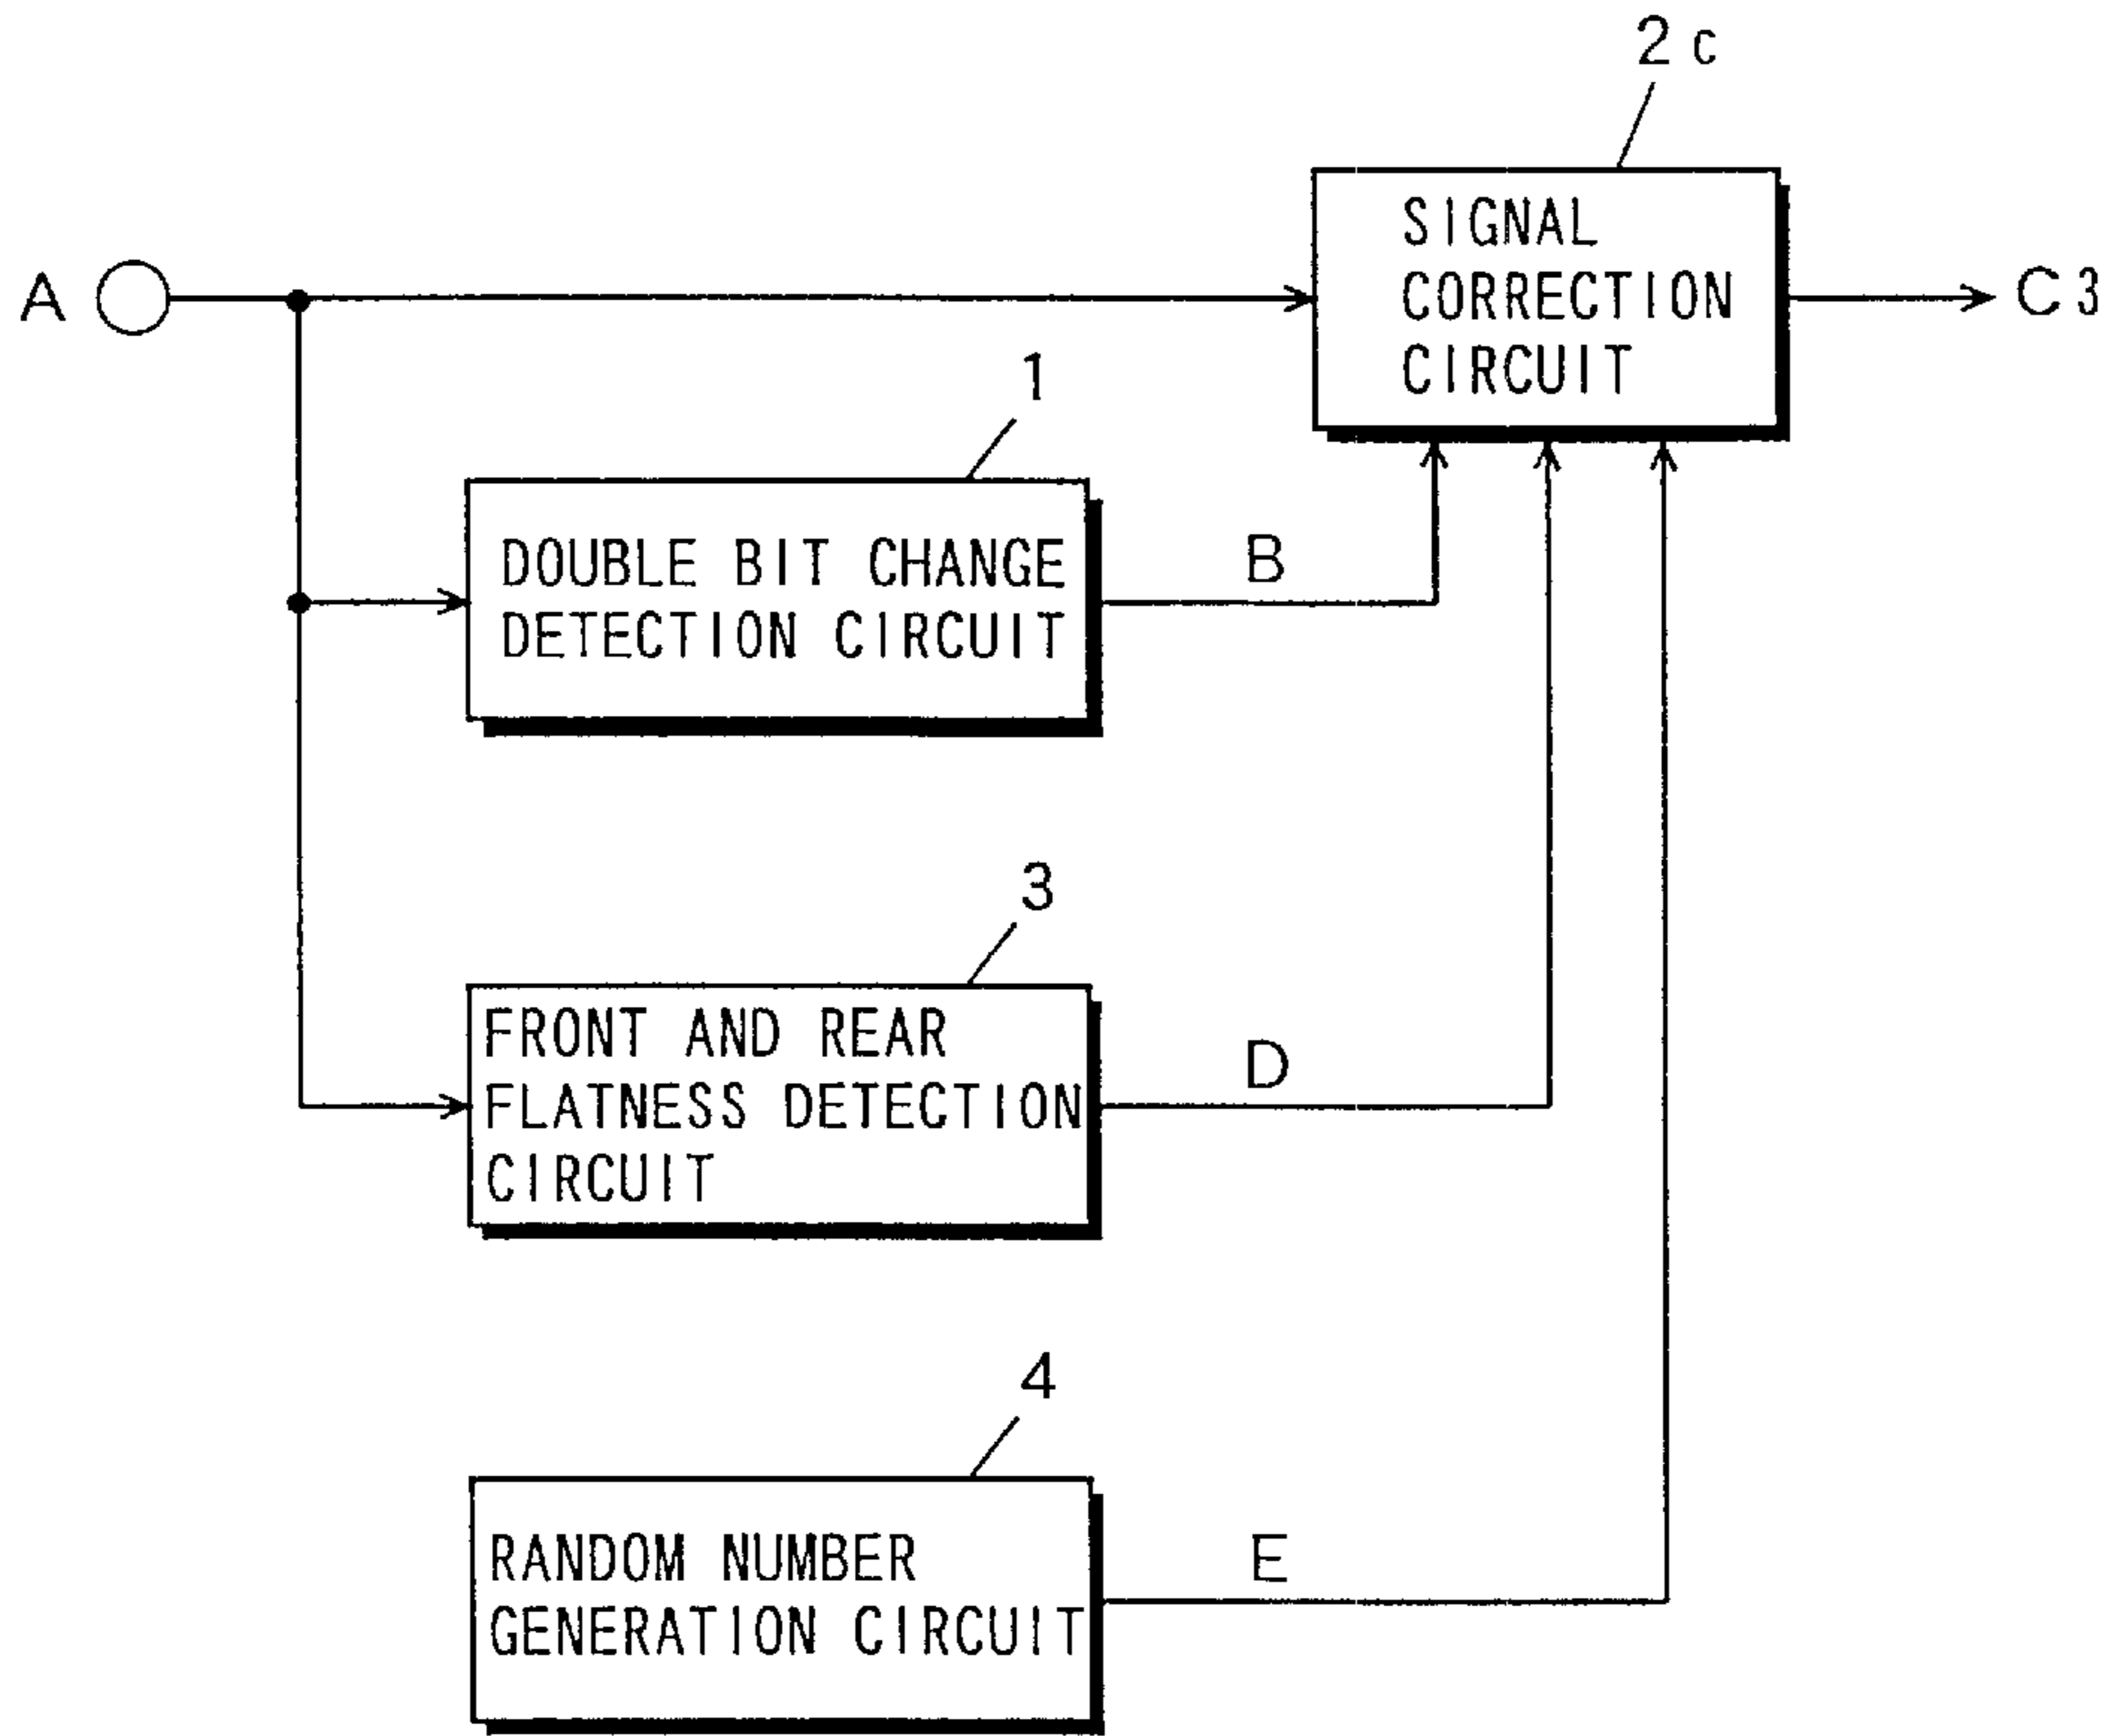 2c
SIGNAL
CORRECTION
CIRCUIT
A
C3
1
DOUBLE BIT CHANGE
DETECTION CIRCUIT
B
3
FRONT AND REAR
FLATNESS DETECTION
CIRCUIT
D
4
RANDOM NUMBER
GENERATION CIRCUIT
E